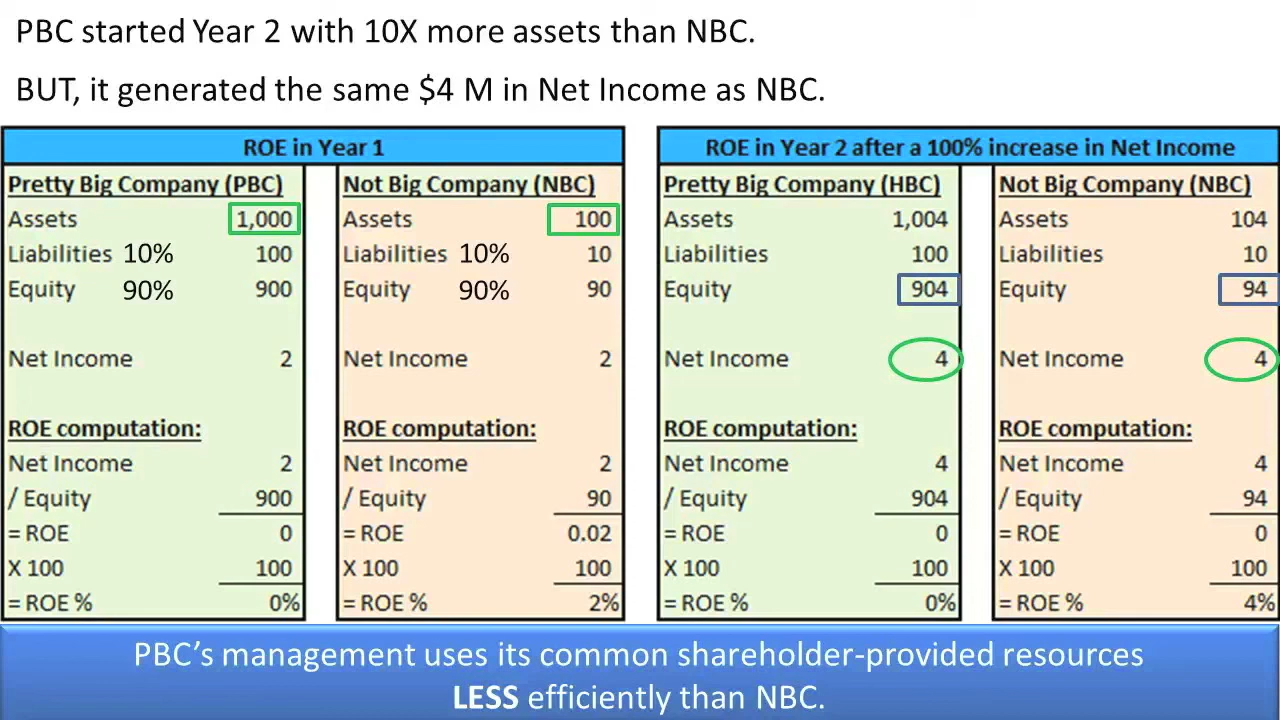 PBC started Year 2 with 10X more assets than NBC.
BUT, it generated the same $4 M in Net Income as NBC.
ROE in Year 1
Pretty Big Company (PBC)
Assets 1,000
Liabilities 10% 100
Equity 90% 900
Net Income 2
ROE computation:
Net Income 2
/ Equity 900
= ROE 0
X 100 100
= ROE % 0%
Not Big Company (NBC)
Assets 100
Liabilities 10% 10
Equity 90% 90
Net Income 2
ROE computation:
Net Income 2
/ Equity 90
= ROE 0.02
X 100 100
= ROE % 2%
ROE in Year 2 after a 100% increase in Net Income
Pretty Big Company (HBC)
Assets 1,004
Liabilities 100
Equity 904
Net Income 4
ROE computation:
Net Income 4
/ Equity 904
= ROE 0
X 100 100
= ROE % 0%
Not Big Company (NBC)
Assets 104
Liabilities 10
Equity 94
Net Income 4
ROE computation:
Net Income 4
/ Equity 94
= ROE 0
X 100 100
= ROE % 4%
PBC’s management uses its common shareholder-provided resources
LESS efficiently than NBC.